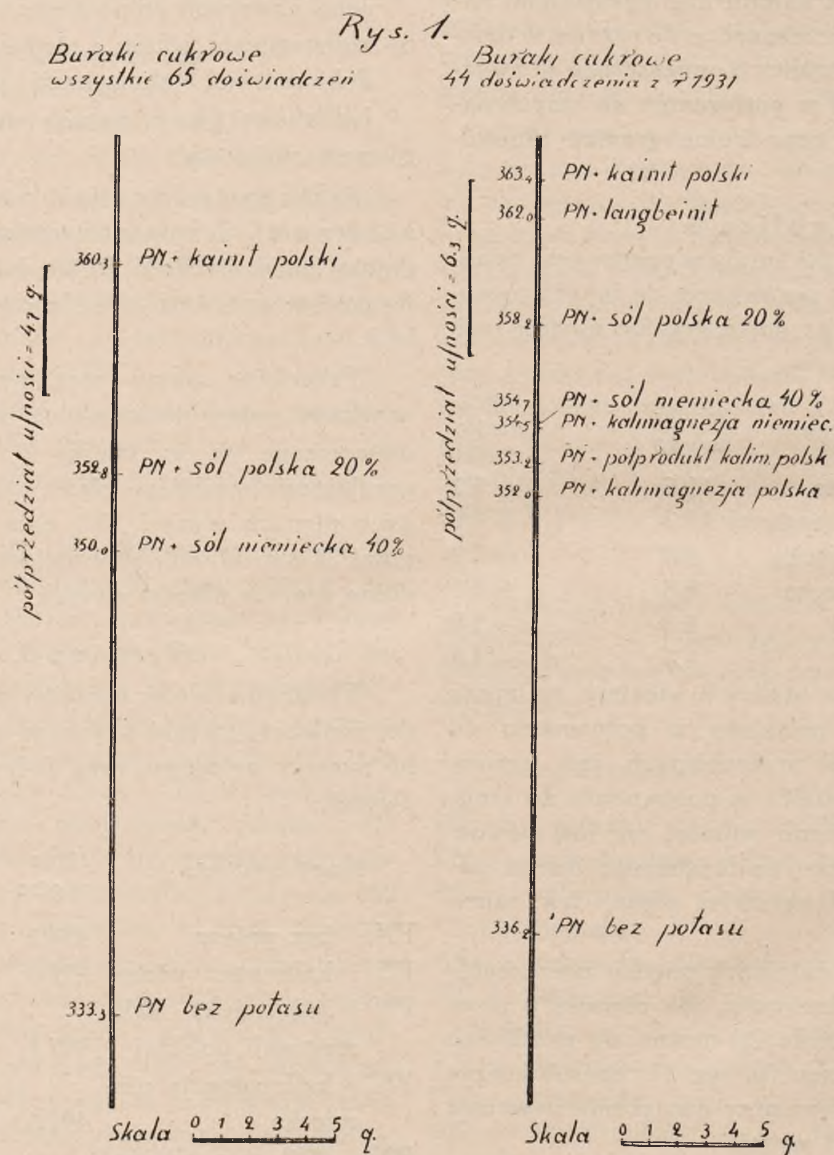 Rys. 1.
Buraki cukrowe
wszystkie 65 doświadczeń
360,3 PN + kainit polski
półprzedział ufności = 4,7 q.
352,8 PN + sól polska 20%
350,0 PN + sól niemiecka 40%
333,3 PN bez potasu
Skala 0 1 2 3 4 5 q.
Buraki cukrowe
44 doświadczenia z r 1931
363,4 PN + kainit polski
362,0 PN + langbeinit
półprzedział ufności = 6,3 q.
358,2 PN + sól polska 20%
354,7 PN + sól niemiecka 40%
354,5 PN + kalimagnezja niemiec.
353,2 PN + półprodukt kalim. polsk
352,0 PN + kalimagnezja polska
336,2 PN bez potasu
Skala 0 1 2 3 4 5 q.